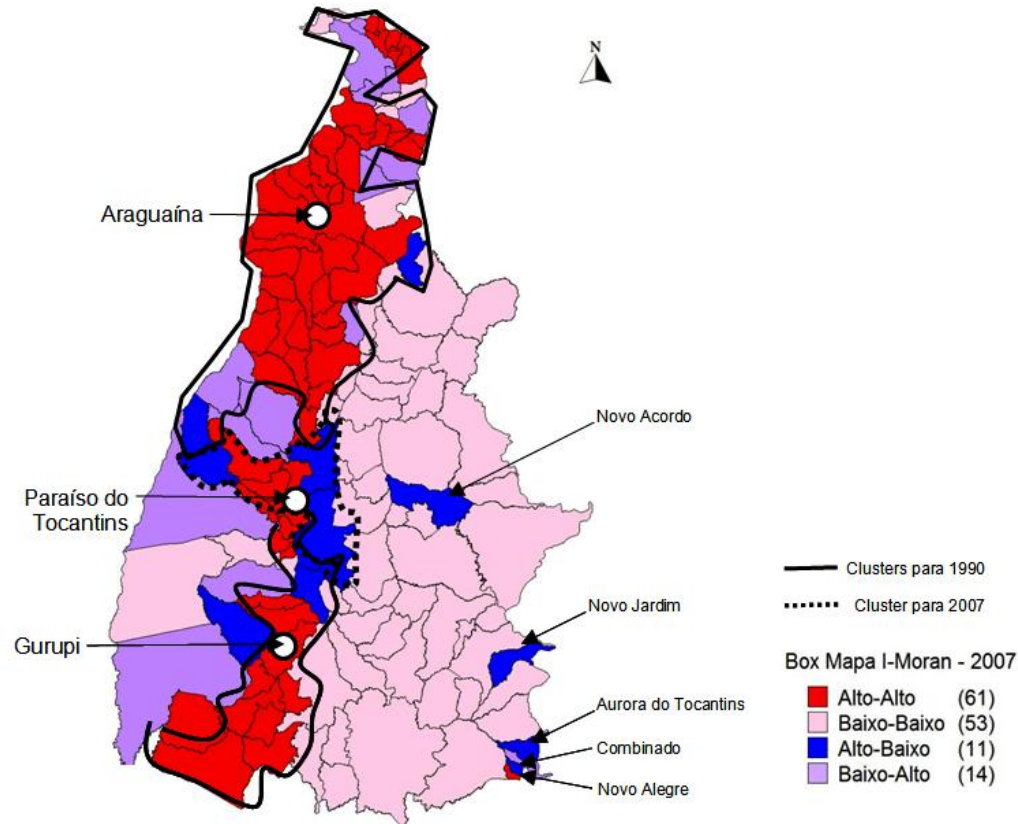 N
Araguaína
Novo Acordo
Paraíso do
Tocantins
Clusters para 1990
Cluster para 2007
Novo Jardim
Gurupi
Box Mapa I-Moran - 2007
Alto-Alto (61)
Baixo-Baixo (53)
Alto-Baixo (11)
Baixo-Alto (14)
Aurora do Tocantins
Combinado
Novo Alegre